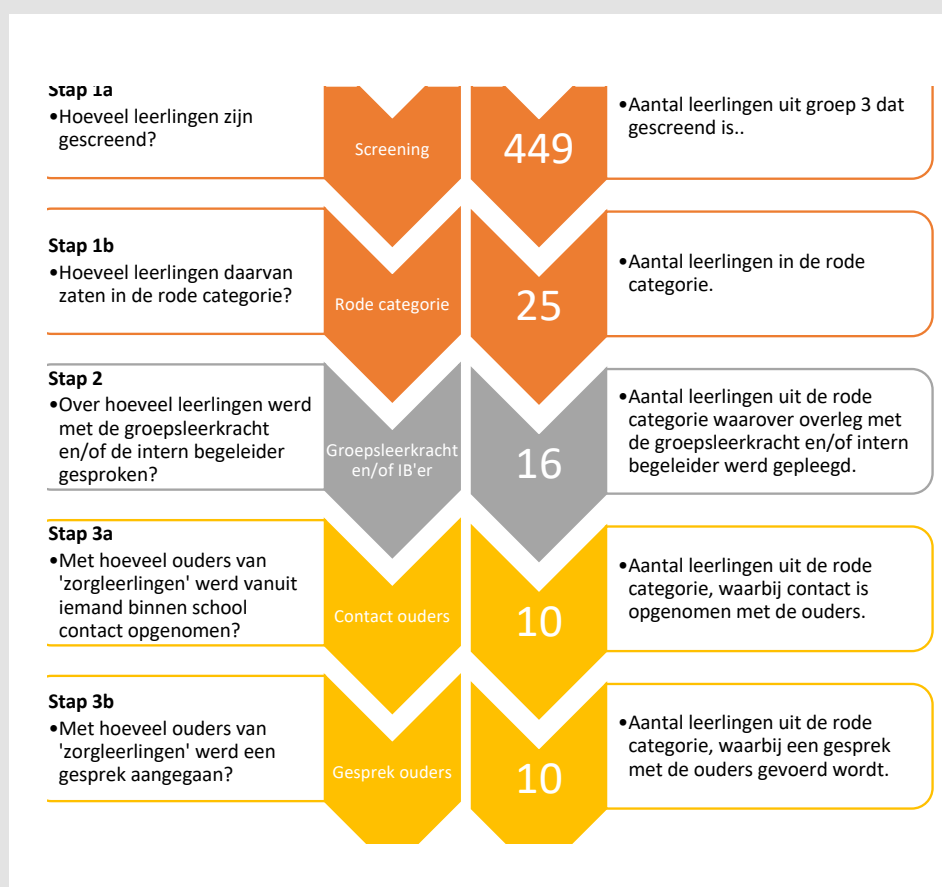 Stap 1a
•Hoeveel leerlingen zijn
gescreend?
Screening
449
•Aantal leerlingen uit groep 3 dat
gescreend is..
Stap 1b
•Hoeveel leerlingen daarvan
zaten in de rode categorie?
Rode categorie
25
•Aantal leerlingen in de rode
categorie.
Stap 2
•Over hoeveel leerlingen werd
met de groepsleerkracht
en/of de intern begeleider
gesproken?
Groepsleerkracht
en/of IB'er
16
•Aantal leerlingen uit de rode
categorie waarover overleg met
de groepsleerkracht en/of intern
begeleider werd gepleegd.
Stap 3a
•Met hoeveel ouders van
'zorgleerlingen' werd vanuit
iemand binnen school
contact opgenomen?
Contact ouders
10
•Aantal leerlingen uit de rode
categorie, waarbij contact is
opgenomen met de ouders.
Stap 3b
•Met hoeveel ouders van
'zorgleerlingen' werd een
gesprek aangegaan?
Gesprek ouders
10
•Aantal leerlingen uit de rode
categorie, waarbij een gesprek
met de ouders gevoerd wordt.